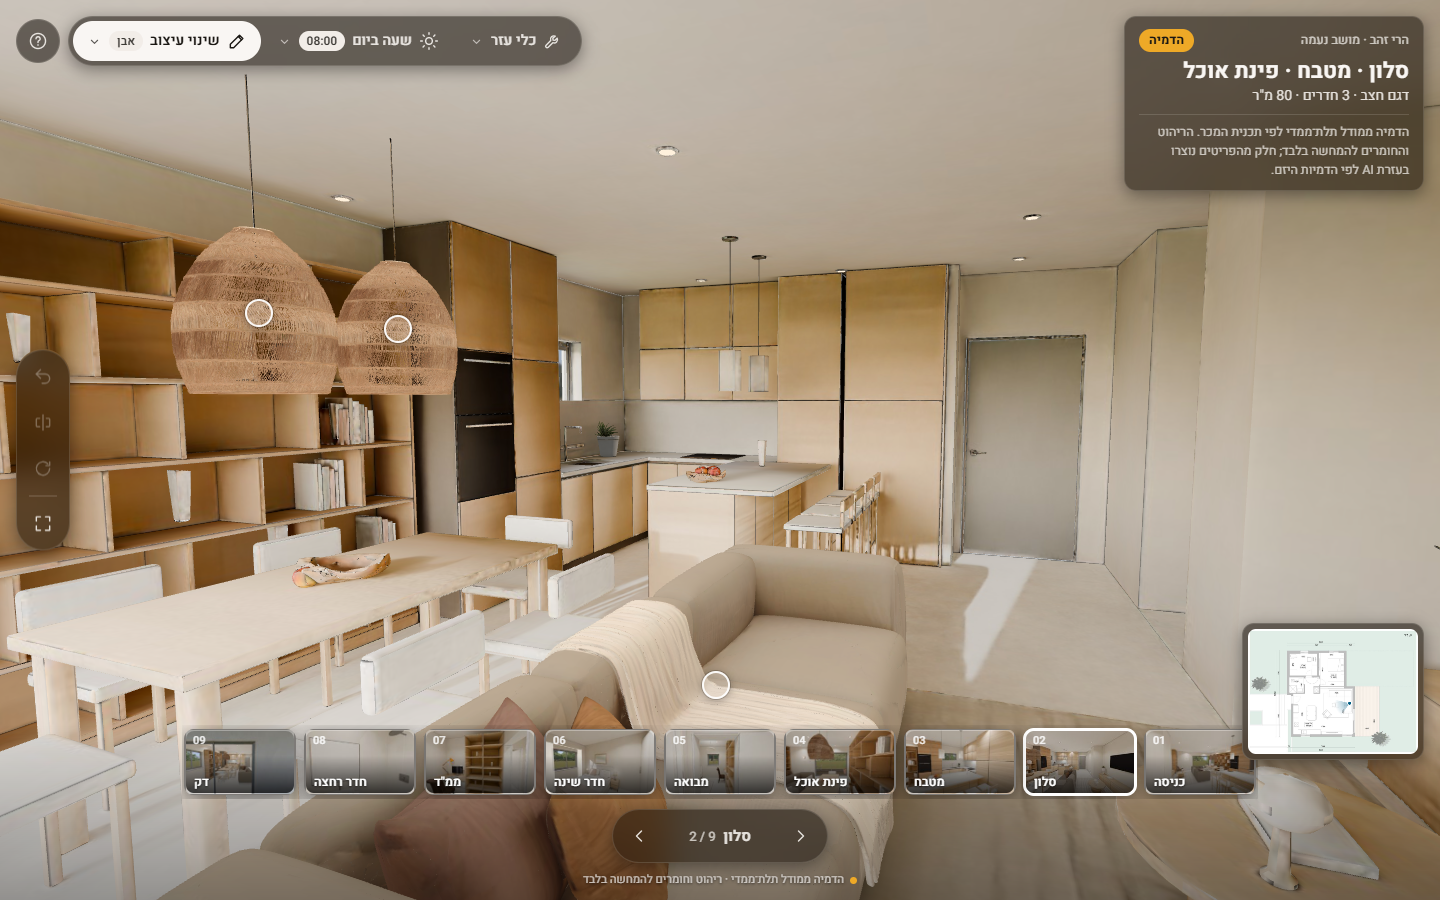 שינוי עיצוב אבן
שעה ביום 08:00
כלי עזר
הרי זהב · מושב נעמה
הדמיה
סלון · מטבח · פינת אוכל
דגם חצב · 3 חדרים · 80 מ"ר
הדמיה ממודל תלת־ממדי לפי תכנית המכר. הריהוט
והחומרים להמחשה בלבד; חלק מהפריטים נוצרו
בעזרת AI לפי הדמיות היזם.
01 כניסה
02 סלון
03 מטבח
04 פינת אוכל
05 מבואה
06 חדר שינה
07 ממ"ד
08 חדר רחצה
09 דק
סלון 2 / 9
הדמיה ממודל תלת־ממדי · ריהוט וחומרים להמחשה בלבד